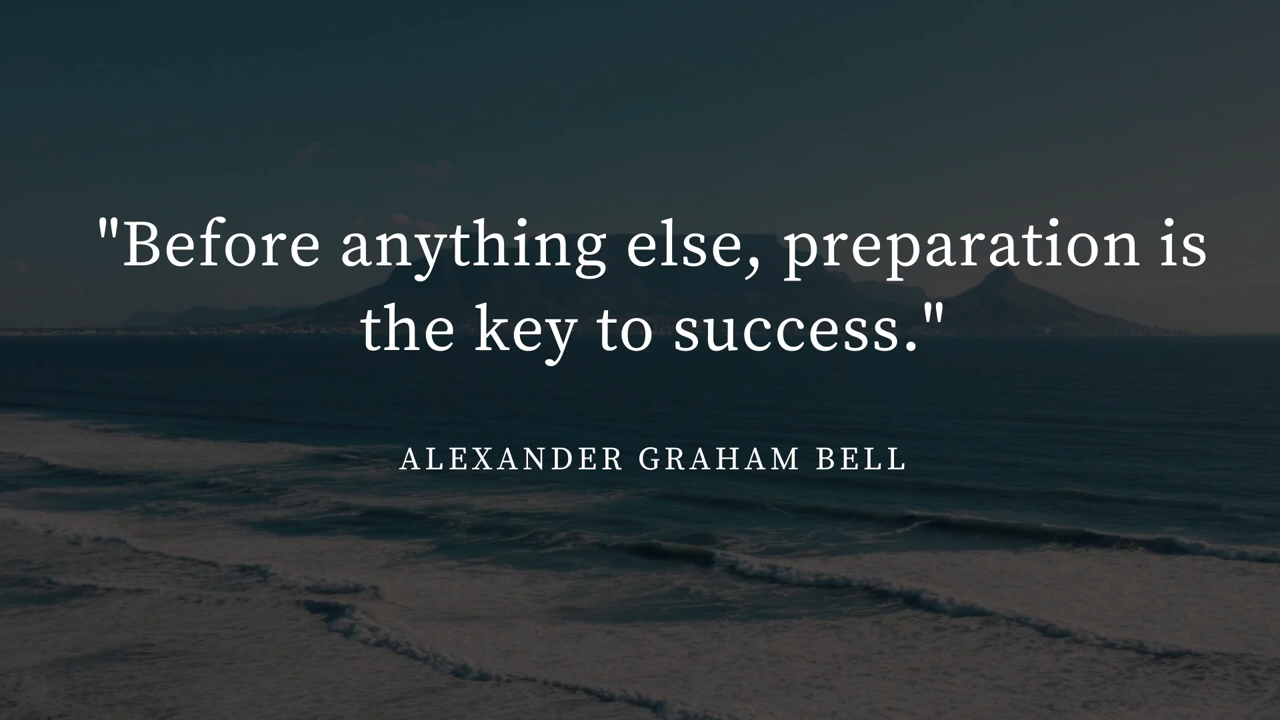 "Before anything else, preparation is
the key to success."
ALEXANDER GRAHAM BELL